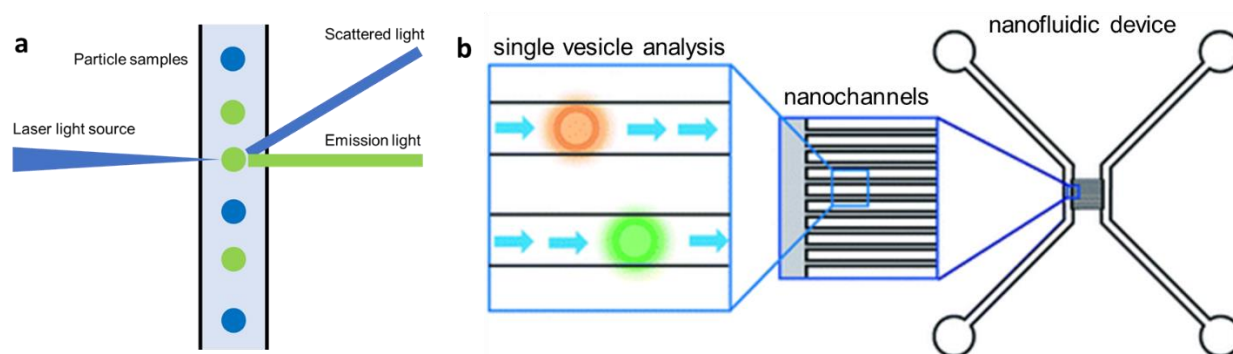 a
Scattered light
Particle samples
Laser light source
Emission light
b
nanofluidic device
single vesicle analysis
nanochannels